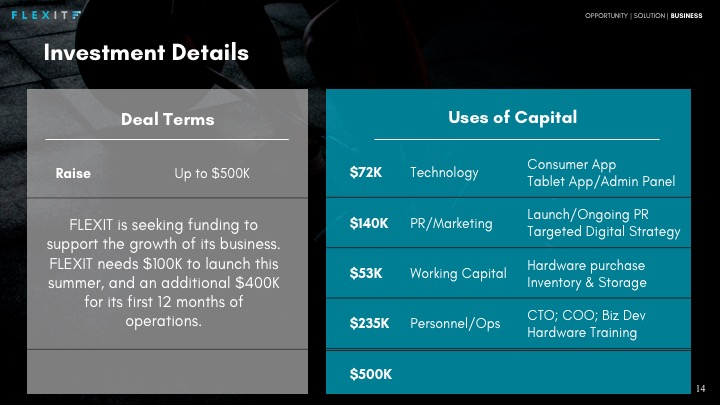 FLEXIT
OPPORTUNITY | SOLUTION | BUSINESS
Investment Details
Deal Terms
Raise Up to $500K
FLEXIT is seeking funding to
support the growth of its business.
FLEXIT needs $100K to launch this
summer, and an additional $400K
for its first 12 months of
operations.
Uses of Capital
$72K Technology Consumer App
Tablet App/Admin Panel
$140K PR/Marketing Launch/Ongoing PR
Targeted Digital Strategy
$53K Working Capital Hardware purchase
Inventory & Storage
$235K Personnel/Ops CTO; COO; Biz Dev
Hardware Training
$500K
14